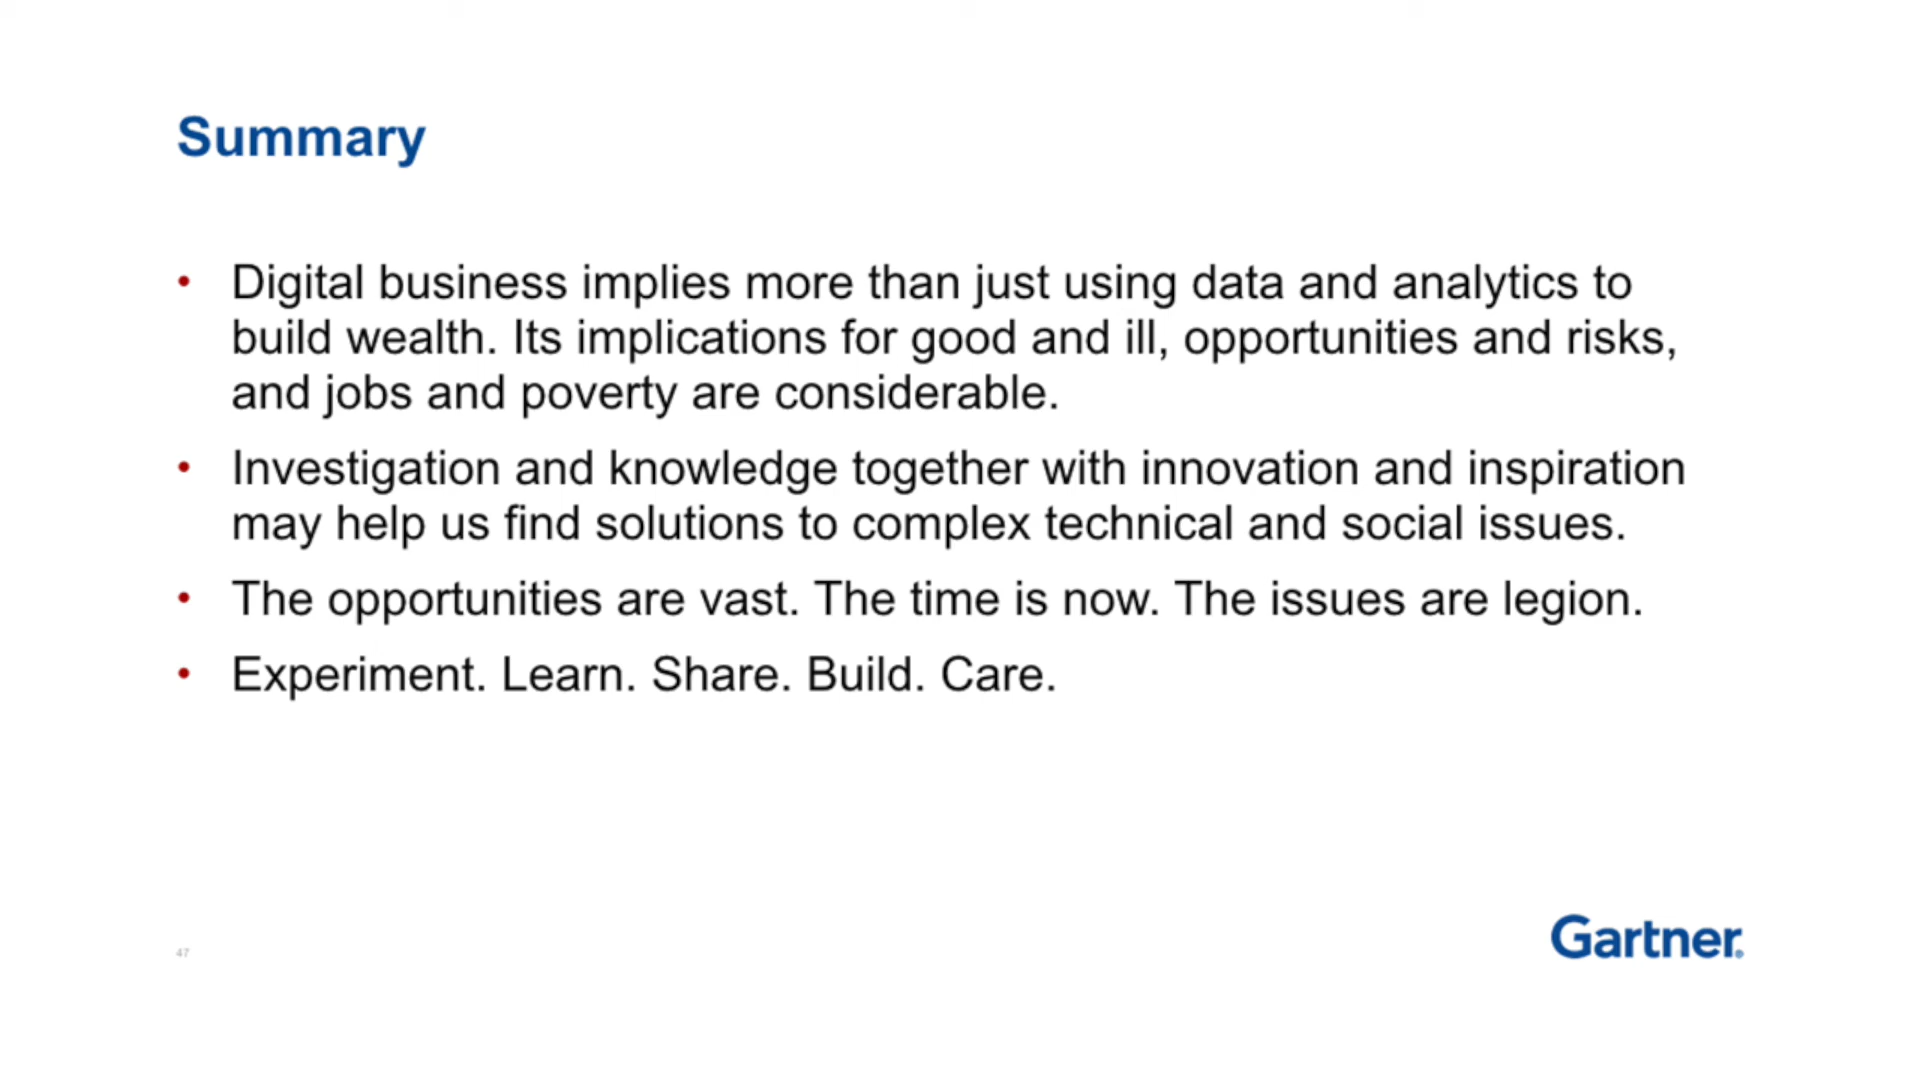 Summary
• Digital business implies more than just using data and analytics to
build wealth. Its implications for good and ill, opportunities and risks,
and jobs and poverty are considerable.
• Investigation and knowledge together with innovation and inspiration
may help us find solutions to complex technical and social issues.
• The opportunities are vast. The time is now. The issues are legion.
• Experiment. Learn. Share. Build. Care.
47
Gartner®